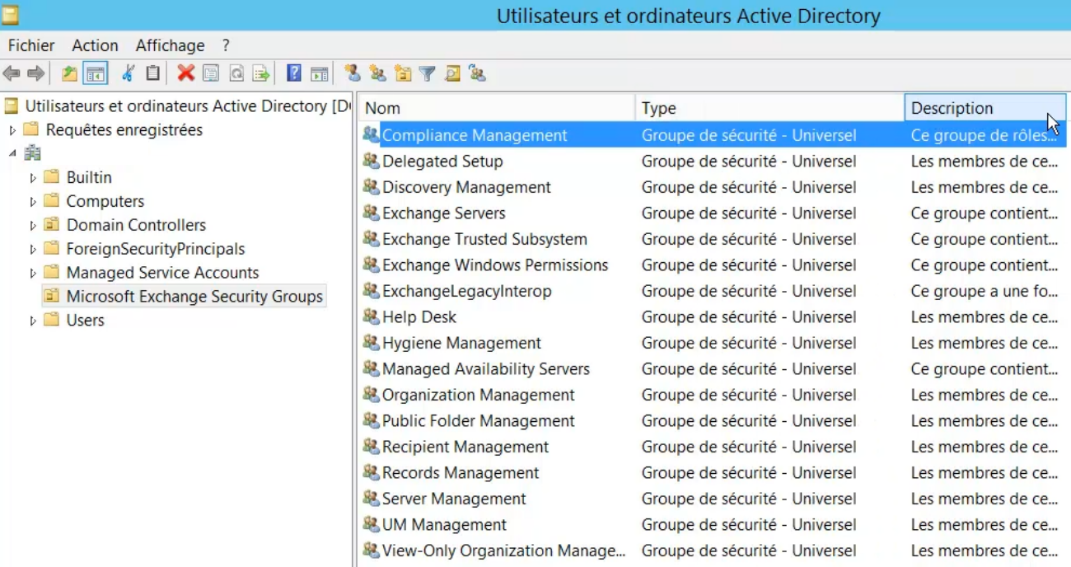 Utilisateurs et ordinateurs Active Directory
Fichier Action Affichage ?
Utilisateurs et ordinateurs Active Directory [D
Requêtes enregistrées
Builtin
Computers
Domain Controllers
ForeignSecurityPrincipals
Managed Service Accounts
Microsoft Exchange Security Groups
Users
Nom Type Description
Compliance Management Groupe de sécurité - Universel Ce groupe de rôles...
Delegated Setup Groupe de sécurité - Universel Les membres de ce...
Discovery Management Groupe de sécurité - Universel Les membres de ce...
Exchange Servers Groupe de sécurité - Universel Ce groupe contient...
Exchange Trusted Subsystem Groupe de sécurité - Universel Ce groupe contient...
Exchange Windows Permissions Groupe de sécurité - Universel Ce groupe contient...
ExchangeLegacyInterop Groupe de sécurité - Universel Ce groupe a une fo...
Help Desk Groupe de sécurité - Universel Les membres de ce...
Hygiene Management Groupe de sécurité - Universel Les membres de ce...
Managed Availability Servers Groupe de sécurité - Universel Ce groupe contient...
Organization Management Groupe de sécurité - Universel Les membres de ce...
Public Folder Management Groupe de sécurité - Universel Les membres de ce...
Recipient Management Groupe de sécurité - Universel Les membres de ce...
Records Management Groupe de sécurité - Universel Les membres de ce...
Server Management Groupe de sécurité - Universel Les membres de ce...
UM Management Groupe de sécurité - Universel Les membres de ce...
View-Only Organization Manage... Groupe de sécurité - Universel Les membres de ce...